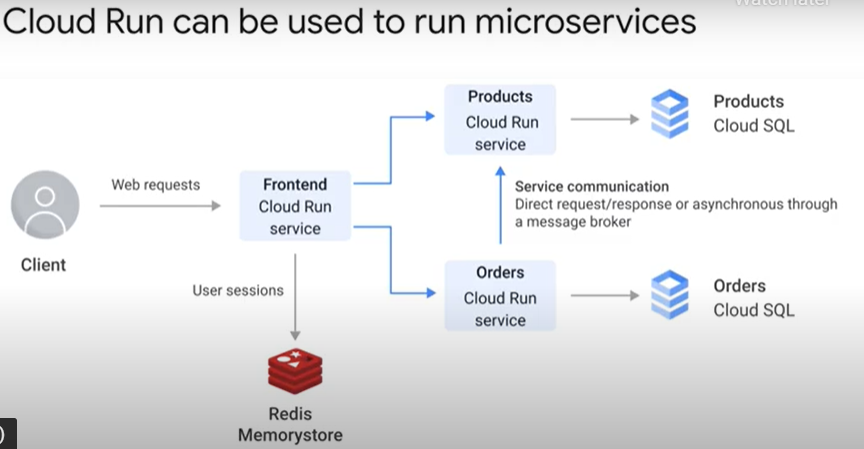 Watch later
Cloud Run can be used to run microservices
Products
Cloud Run
service
Products
Cloud SQL
Web requests
Frontend
Cloud Run
service
Service communication
Direct request/response or asynchronous through
a message broker
Client
User sessions
Orders
Cloud Run
service
Orders
Cloud SQL
Redis
Memorystore